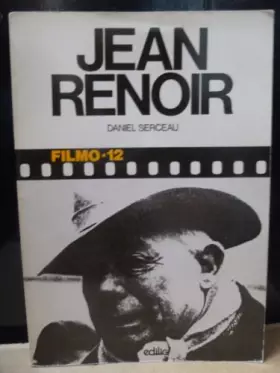 JEAN
RENOIR
DANIEL SERCEAU
FILMO • 12
edilig